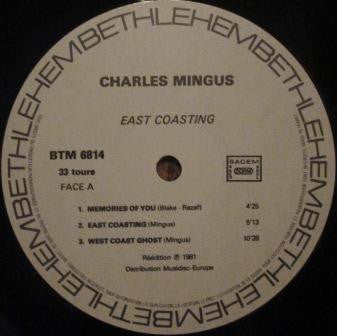 BETHLEHEMBETHLEHEMBETHLEHEMBETHLEHEM
CHARLES MINGUS
EAST COASTING
BTM 6814
33 tours
FACE A
SACEM
1. MEMORIES OF YOU (Blake - Razaf) 4'25
2. EAST COASTING (Mingus) 5'13
3. WEST COAST GHOST (Mingus) 10'28
Réédition ℗ 1981
Distribution Musidisc-Europe